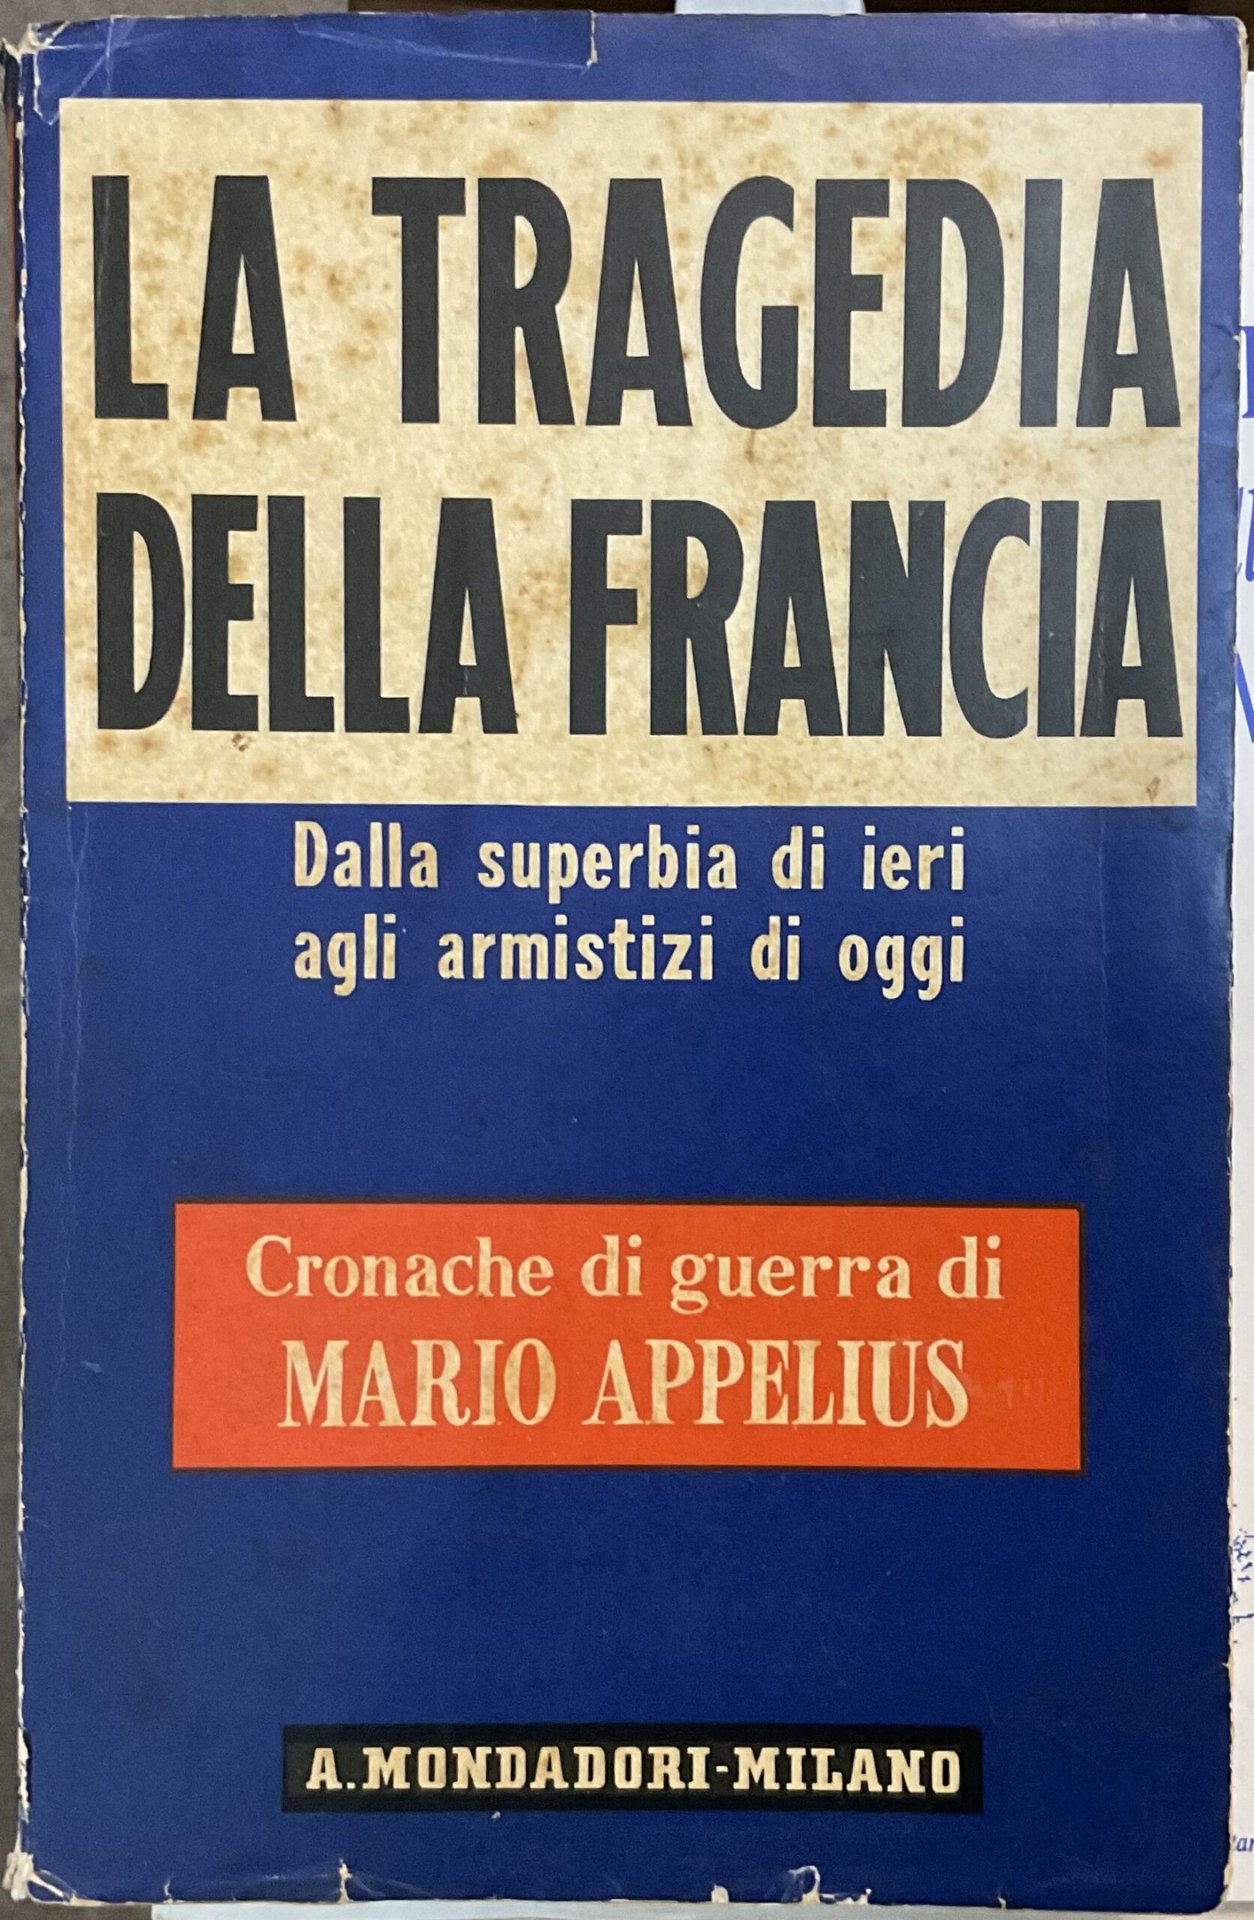 LA TRAGEDIA
DELLA FRANCIA
Dalla superbia di ieri
agli armistizi di oggi
Cronache di guerra di
MARIO APPELIUS
A. MONDADORI-MILANO